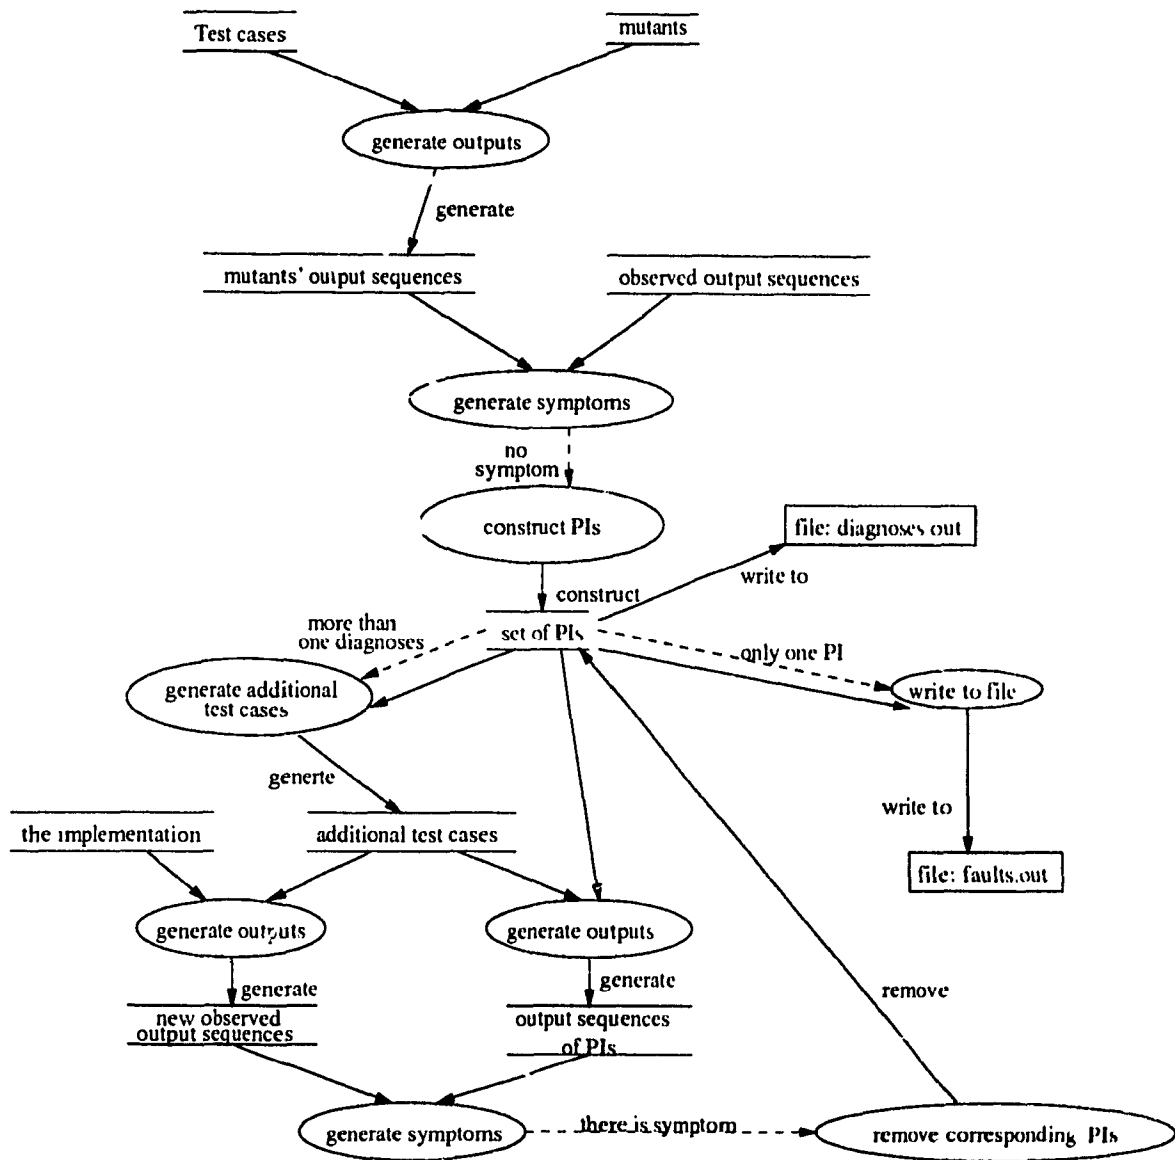 Test cases
mutants
generate outputs
generate
mutants' output sequences
observed output sequences
generate symptoms
no
symptom
construct PIs
file: diagnoses out
write to
construct
more than
one diagnoses
set of PIs
only one PI
generate additional
test cases
write to file
generte
write to
the implementation
additional test cases
file: faults.out
generate outputs
generate outputs
generate
generate
remove
new observed
output sequences
output sequences
of PIs
generate symptoms
there is symptom
remove corresponding PIs